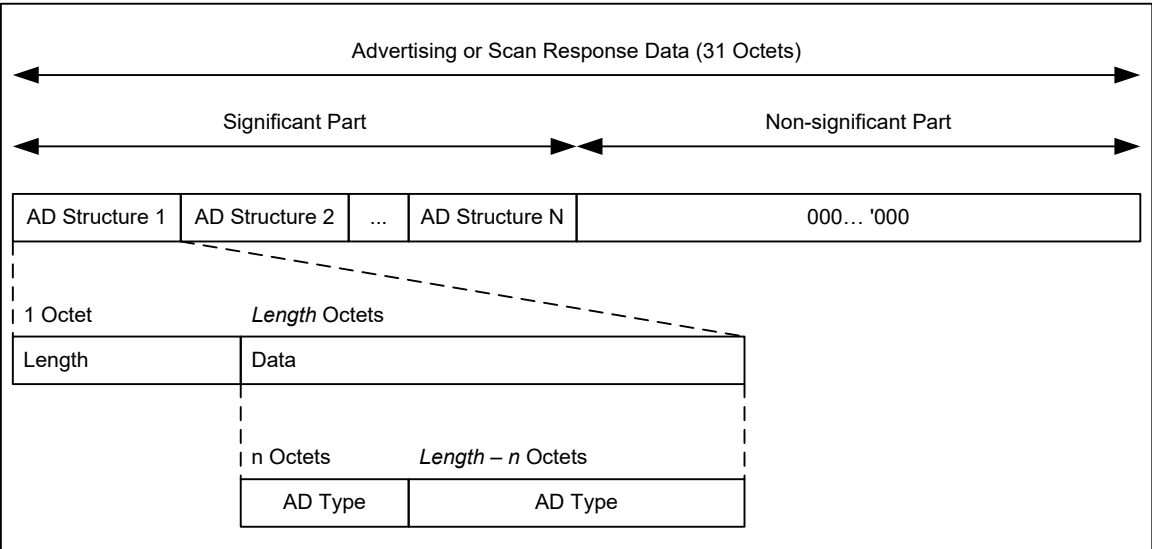 Advertising or Scan Response Data (31 Octets)
Significant Part Non-significant Part
AD Structure 1 AD Structure 2 ... AD Structure N 000… '000
1 Octet Length Octets
Length Data
n Octets Length – n Octets
AD Type AD Type